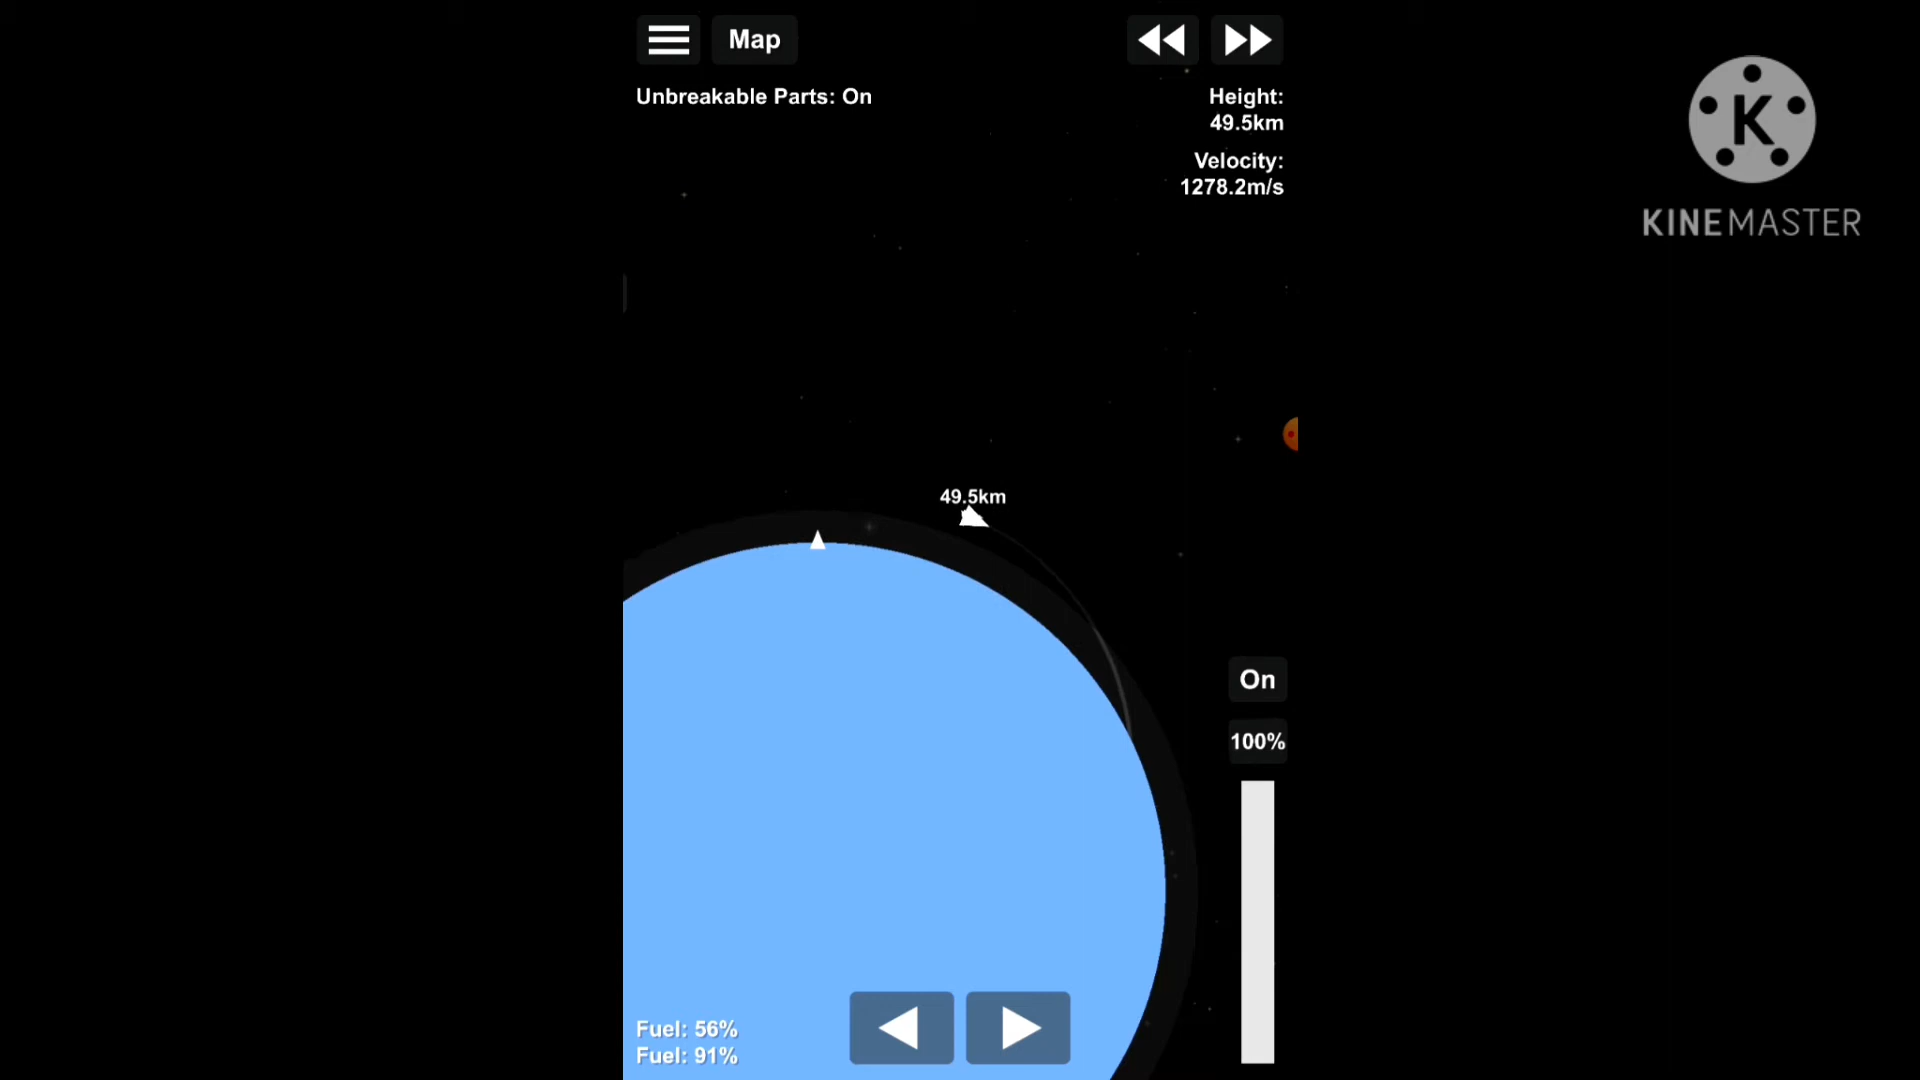 Map
Unbreakable Parts: On
Height:
49.5km
Velocity:
1278.2m/s
K
KINEMASTER
49.5km
On
100%
Fuel: 56%
Fuel: 91%